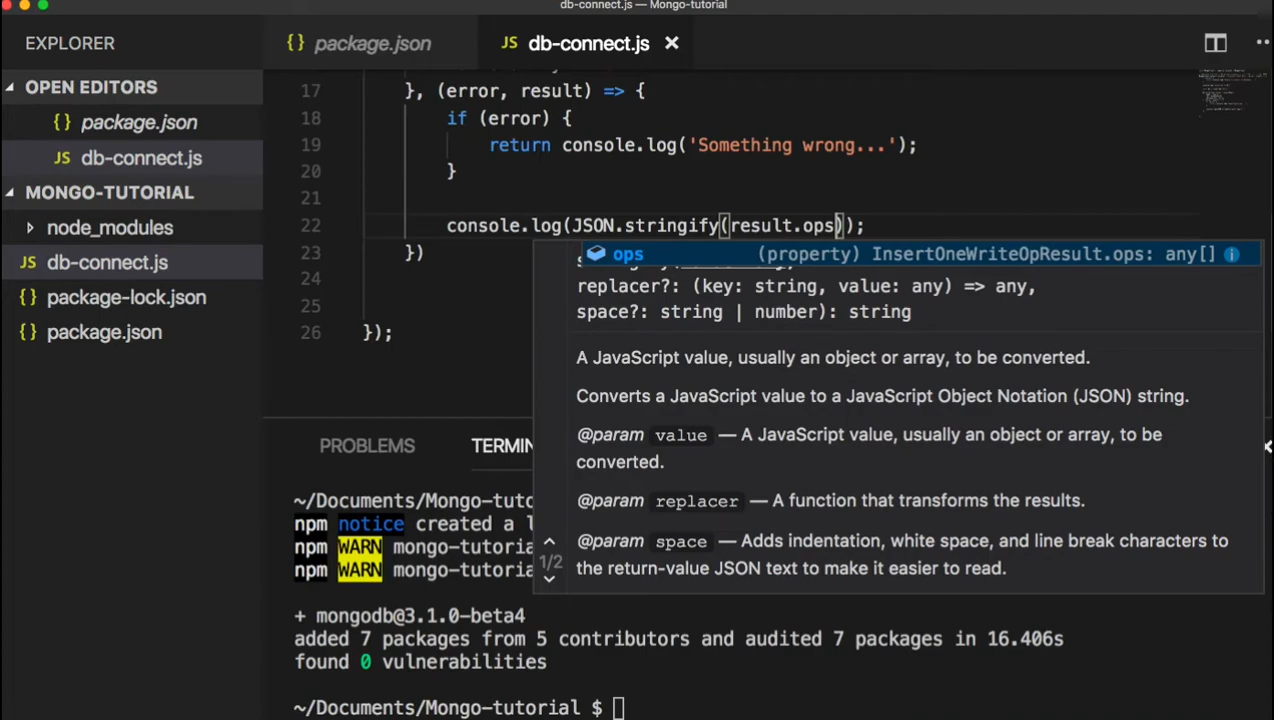 db-connect.js — Mongo-tutorial
EXPLORER
{} package.json
JS db-connect.js ×
OPEN EDITORS
{} package.json
JS db-connect.js
MONGO-TUTORIAL
node_modules
JS db-connect.js
{} package-lock.json
{} package.json
17 }, (error, result) => {
18 if (error) {
19 return console.log('Something wrong...');
20 }
21
22 console.log(JSON.stringify(result.ops));
23 })
24
25
26 });
ops (property) InsertOneWriteOpResult.ops: any[]
replacer?: (key: string, value: any) => any,
space?: string | number): string
A JavaScript value, usually an object or array, to be converted.
Converts a JavaScript value to a JavaScript Object Notation (JSON) string.
@param value — A JavaScript value, usually an object or array, to be
converted.
@param replacer — A function that transforms the results.
@param space — Adds indentation, white space, and line break characters to
the return-value JSON text to make it easier to read.
1/2
PROBLEMS TERMIN
~/Documents/Mongo-tuto
npm notice created a l
npm WARN mongo-tutoria
npm WARN mongo-tutoria
+ mongodb@3.1.0-beta4
added 7 packages from 5 contributors and audited 7 packages in 16.406s
found 0 vulnerabilities
~/Documents/Mongo-tutorial $